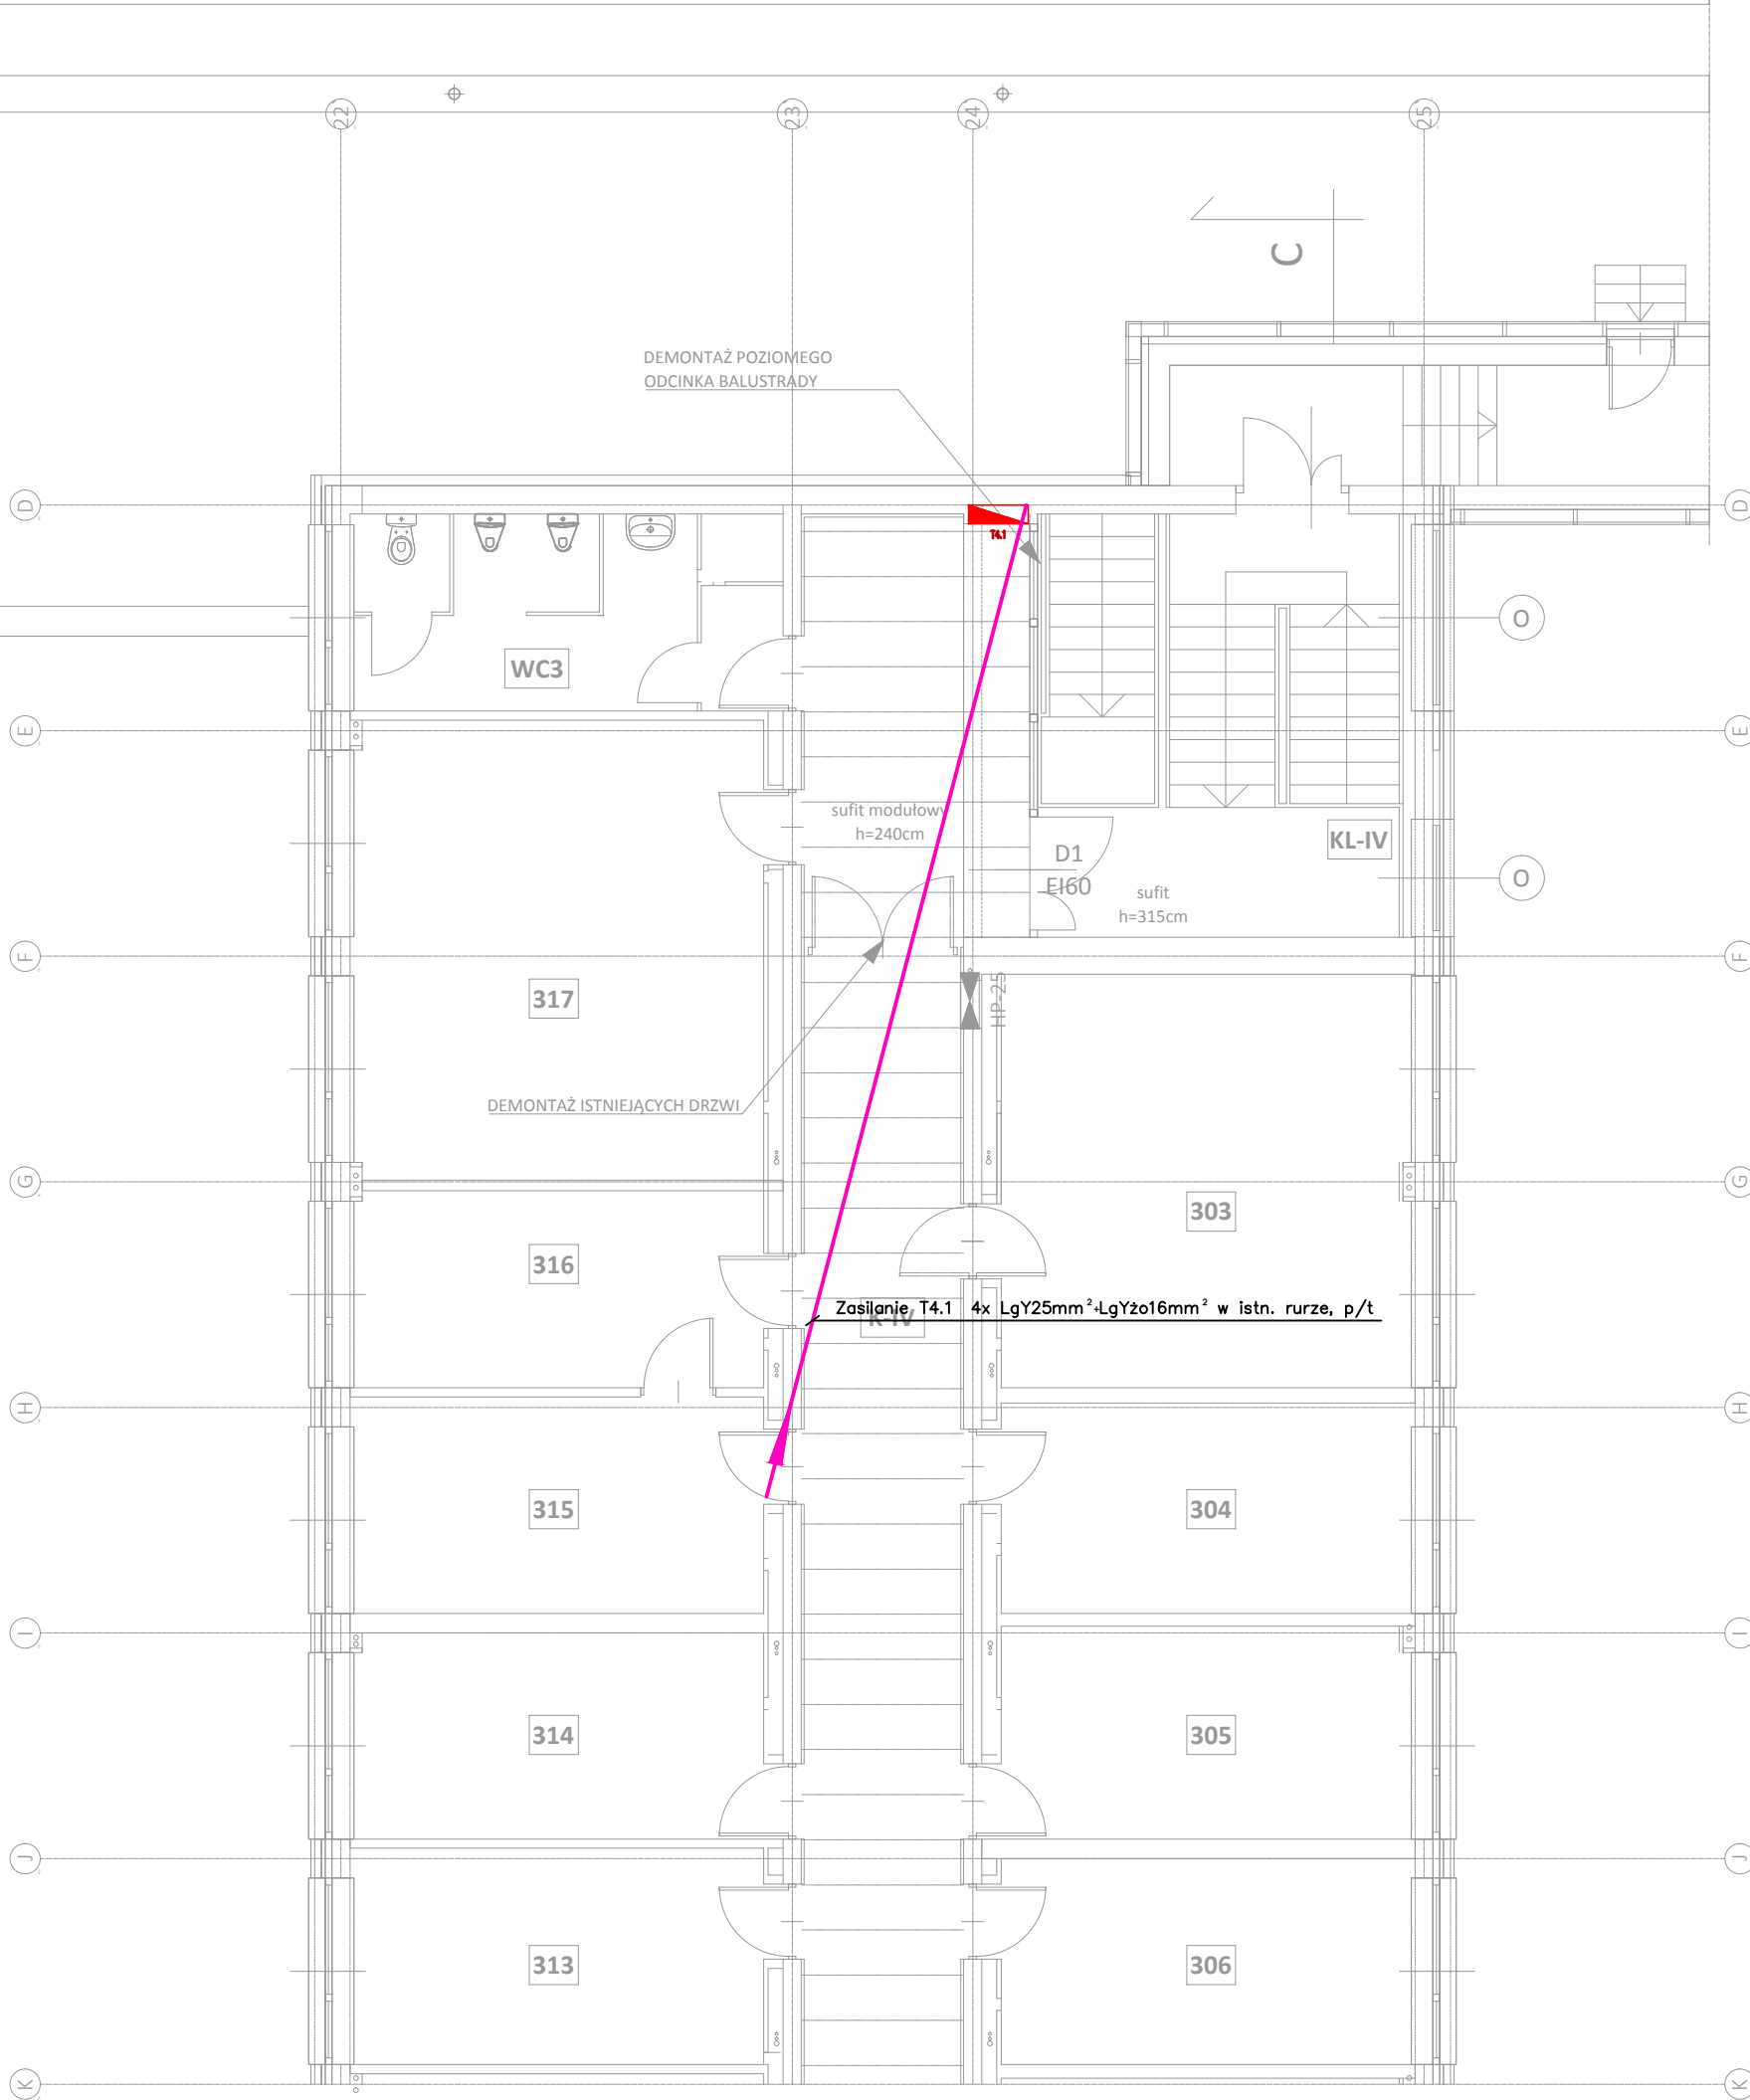 22'
23'
24'
25'
C
DEMONTAŻ POZIOMEGO
ODCINKA BALUSTRADY
D
D
T4.1
O
WC3
E
E
sufit modułowy
h=240cm
KL-IV
D1
EI60
O
sufit
h=315cm
F
F
317
HP-25
DEMONTAŻ ISTNIEJĄCYCH DRZWI
G
G
303
316
Zasilanie T4.1 4x LgY25mm²+LgYżo16mm² w istn. rurze, p/t
K-IV
H
H
315
304
I
I
314
305
J
J
313
306
K
K